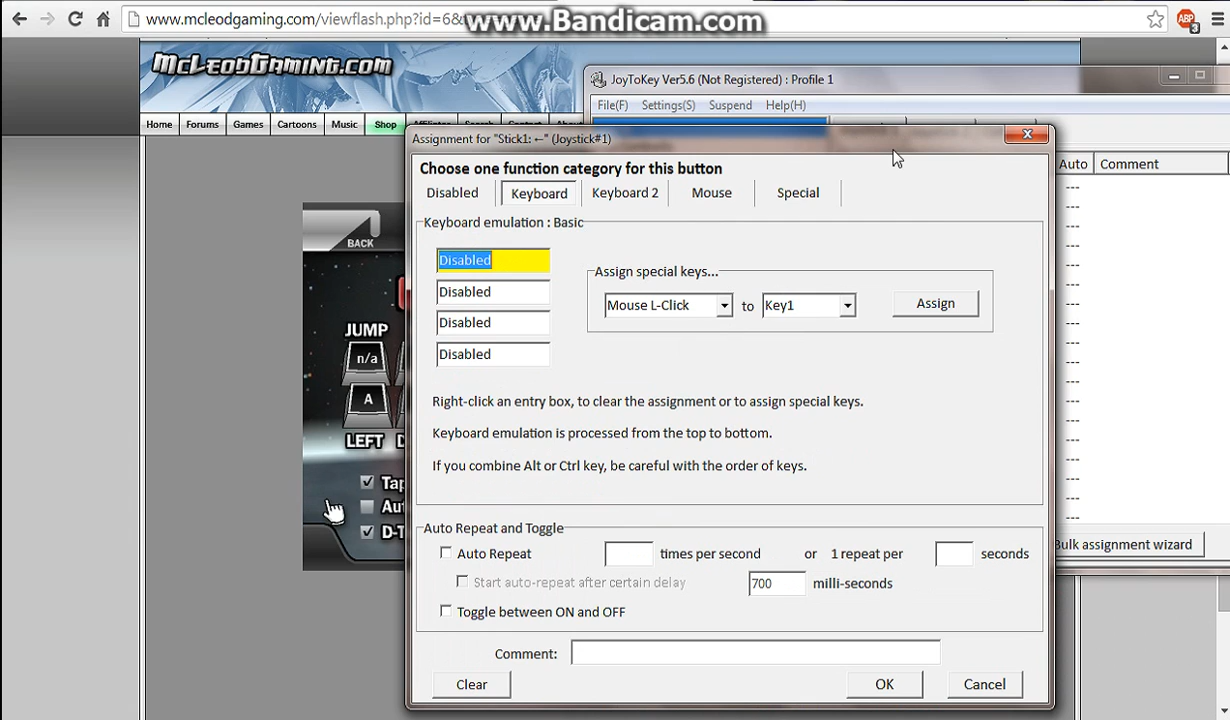 www.mcleodgaming.com/viewflash.php?id=6&
www.Bandicam.com
ABP
3
McLeodGaming.com
Home Forums Games Cartoons Music Shop
JoyToKey Ver5.6 (Not Registered) : Profile 1
File(F) Settings(S) Suspend Help(H)
Assignment for "Stick1: ←" (Joystick#1)
Choose one function category for this button
Disabled Keyboard Keyboard 2 Mouse Special
Auto Comment
Keyboard emulation : Basic
Disabled
Disabled
Disabled
Disabled
Assign special keys...
Mouse L-Click to Key1 Assign
Right-click an entry box, to clear the assignment or to assign special keys.
Keyboard emulation is processed from the top to bottom.
If you combine Alt or Ctrl key, be careful with the order of keys.
Auto Repeat and Toggle
Auto Repeat times per second or 1 repeat per seconds
Start auto-repeat after certain delay 700 milli-seconds
Toggle between ON and OFF
Comment:
Clear OK Cancel
Bulk assignment wizard
BACK
JUMP
n/a
A
LEFT D
Tap
Aut
D-T